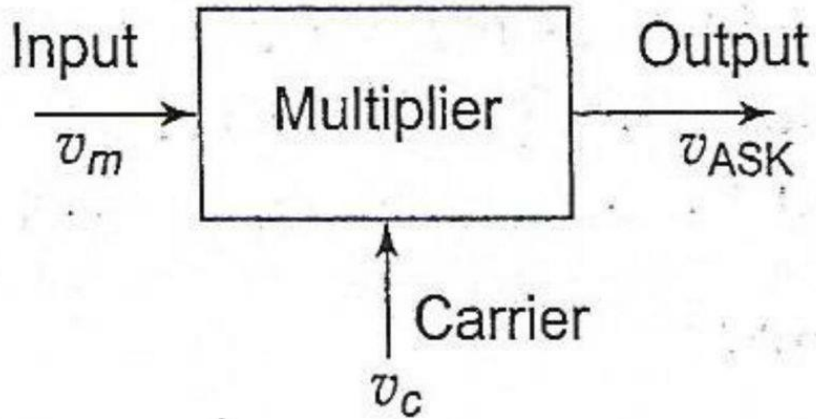 Input
Output
Multiplier
v_m
v_ASK
Carrier
v_c